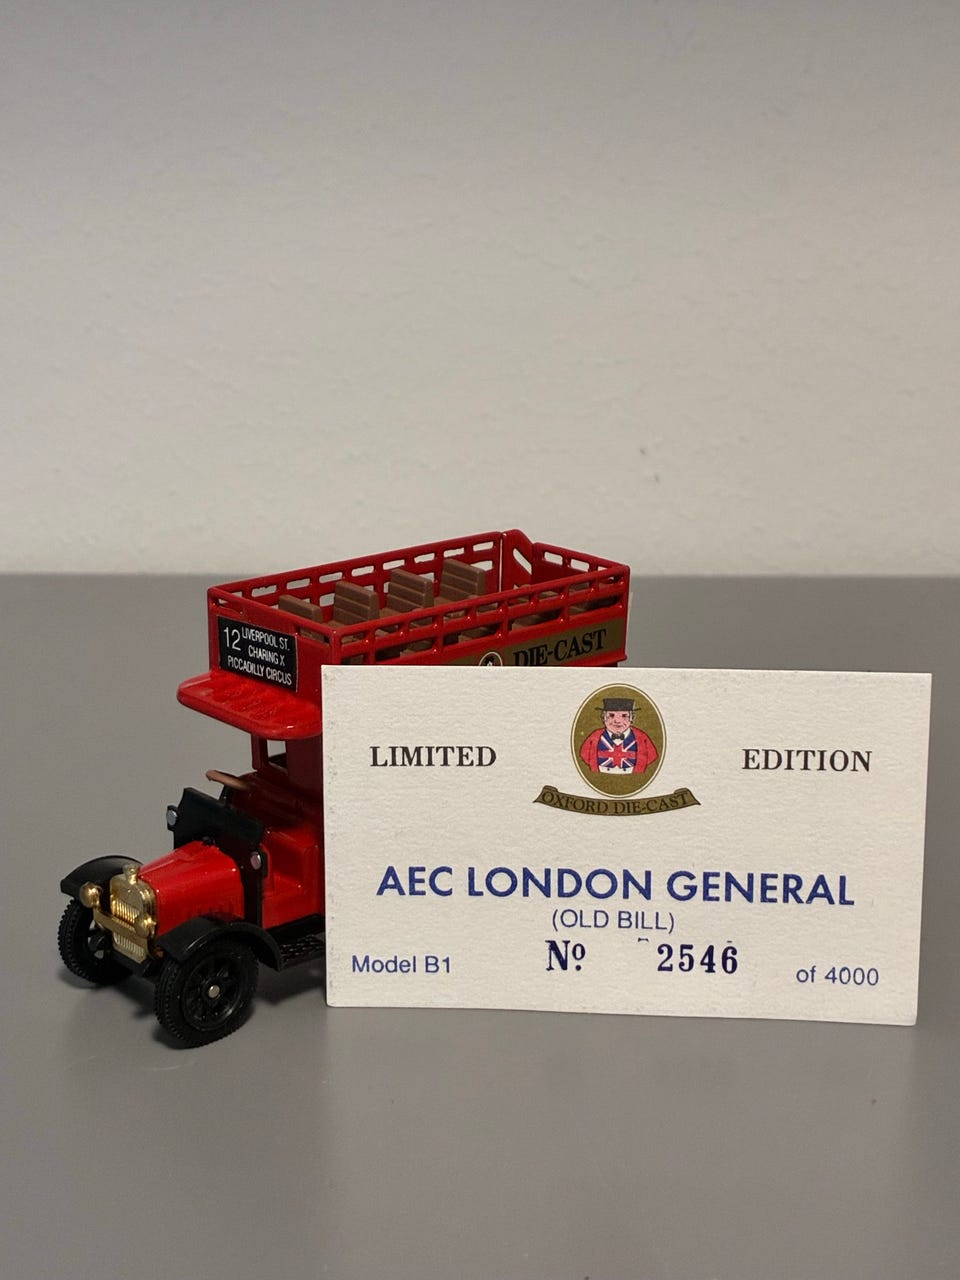 12 LIVERPOOL ST.
CHARING X
PICCADILLY CIRCUS
DIE-CAST
LIMITED
EDITION
OXFORD DIE-CAST
AEC LONDON GENERAL
(OLD BILL)
Model B1
Nº 2546
of 4000